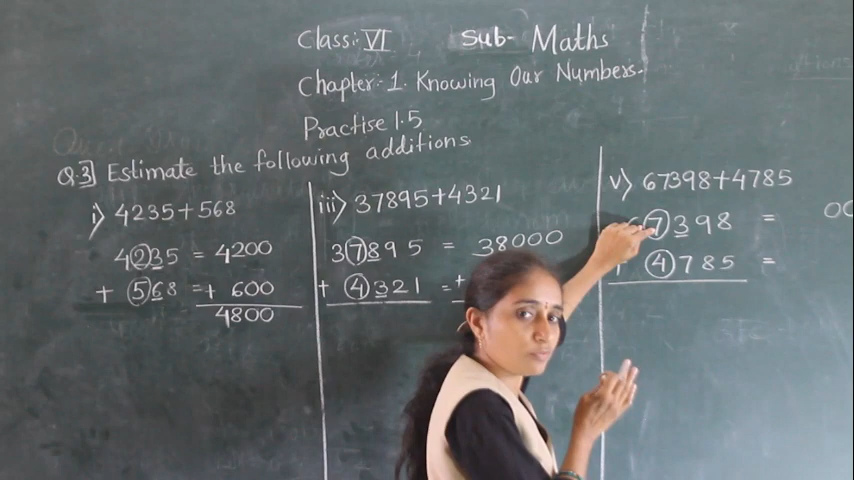 Class:- VI Sub- Maths
Chapter:- 1. Knowing Our Numbers.
Practise 1.5
Q.3] Estimate the following additions.
i) 4235+568
4235 = 4200
+ 568 = + 600
4800
iii) 37895+4321
37895 = 38000
+ 4321 = +
v) 67398+4785
7398 = 00
4785 =